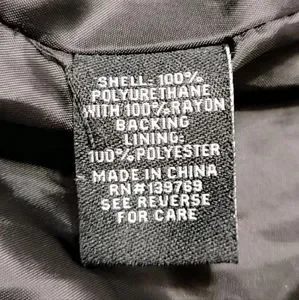 SHELL: 100%
POLYURETHANE
WITH 100% RAYON
BACKING
LINING:
100% POLYESTER
MADE IN CHINA
RN# 139769
SEE REVERSE
FOR CARE